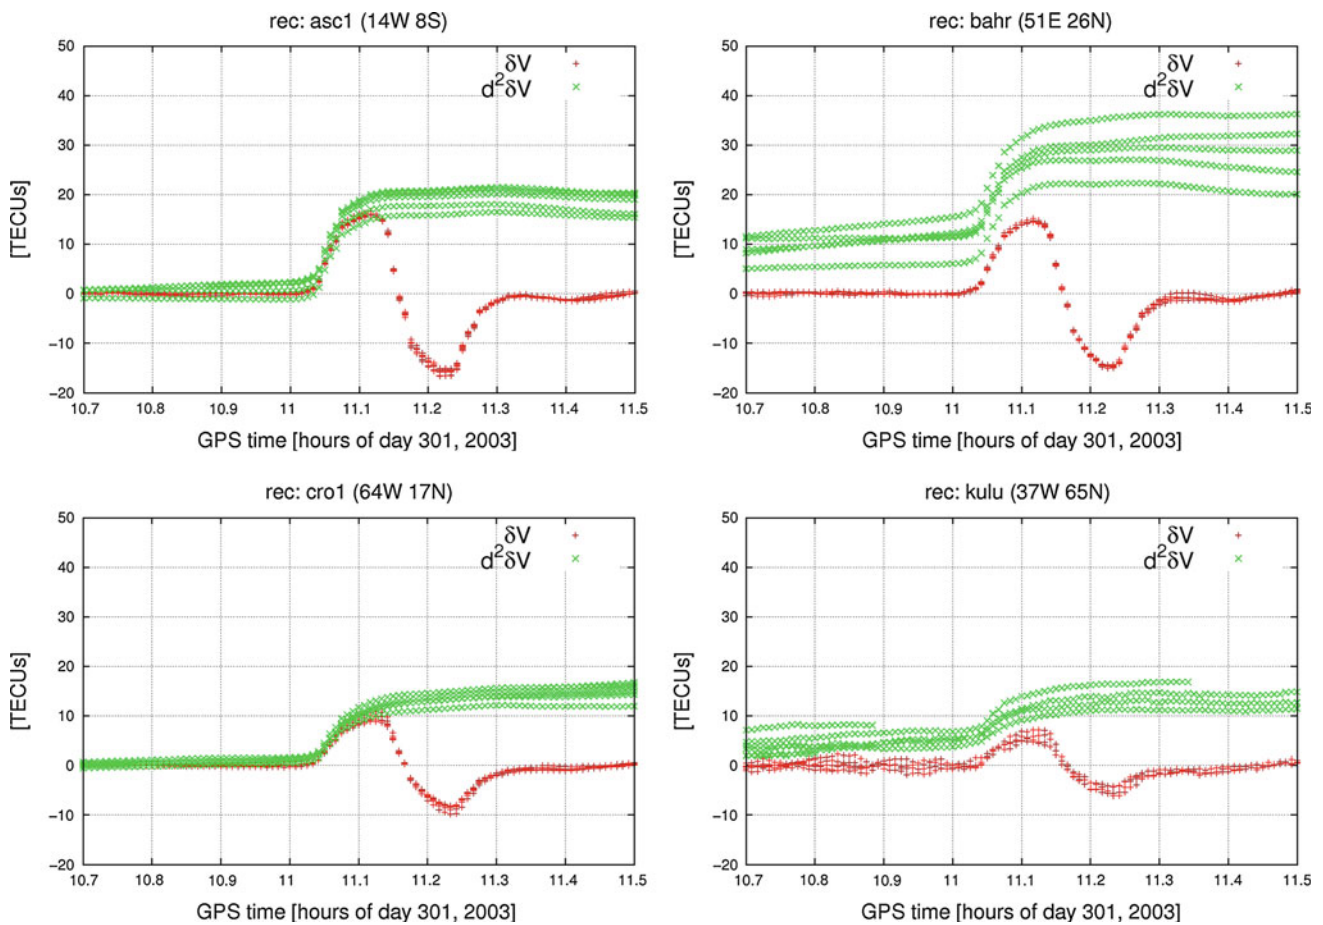 rec: asc1 (14W 8S)
[TECUs]
50
40
30
20
10
0
−10
−20
δV
d²δV
10.7 10.8 10.9 11 11.1 11.2 11.3 11.4 11.5
GPS time [hours of day 301, 2003]
rec: bahr (51E 26N)
[TECUs]
50
40
30
20
10
0
−10
−20
δV
d²δV
10.7 10.8 10.9 11 11.1 11.2 11.3 11.4 11.5
GPS time [hours of day 301, 2003]
rec: cro1 (64W 17N)
[TECUs]
50
40
30
20
10
0
−10
−20
δV
d²δV
10.7 10.8 10.9 11 11.1 11.2 11.3 11.4 11.5
GPS time [hours of day 301, 2003]
rec: kulu (37W 65N)
[TECUs]
50
40
30
20
10
0
−10
−20
δV
d²δV
10.7 10.8 10.9 11 11.1 11.2 11.3 11.4 11.5
GPS time [hours of day 301, 2003]